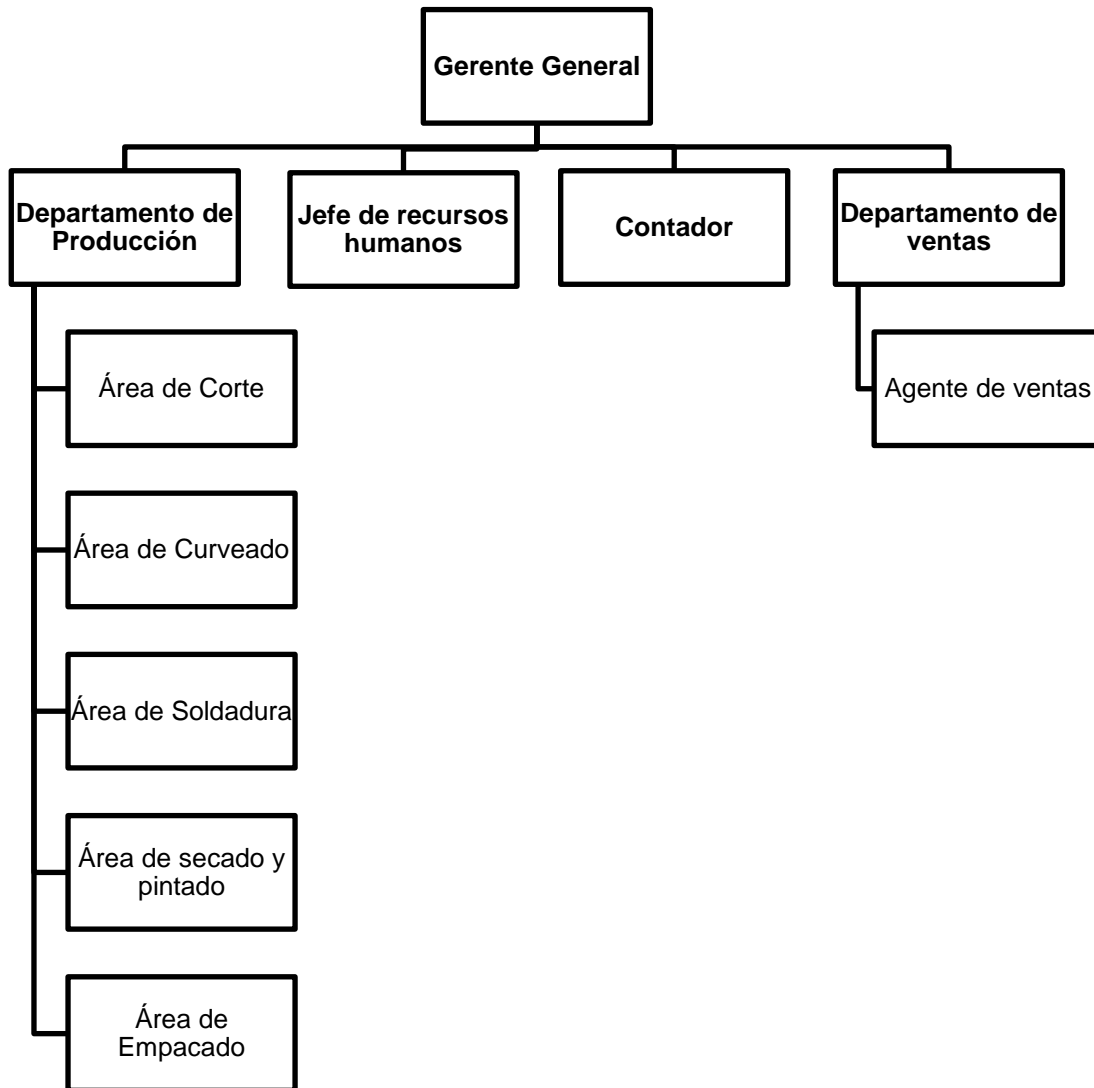 Gerente General
Departamento de
Producción
Jefe de recursos
humanos
Contador
Departamento de
ventas
Área de Corte
Agente de ventas
Área de Curveado
Área de Soldadura
Área de secado y
pintado
Área de
Empacado